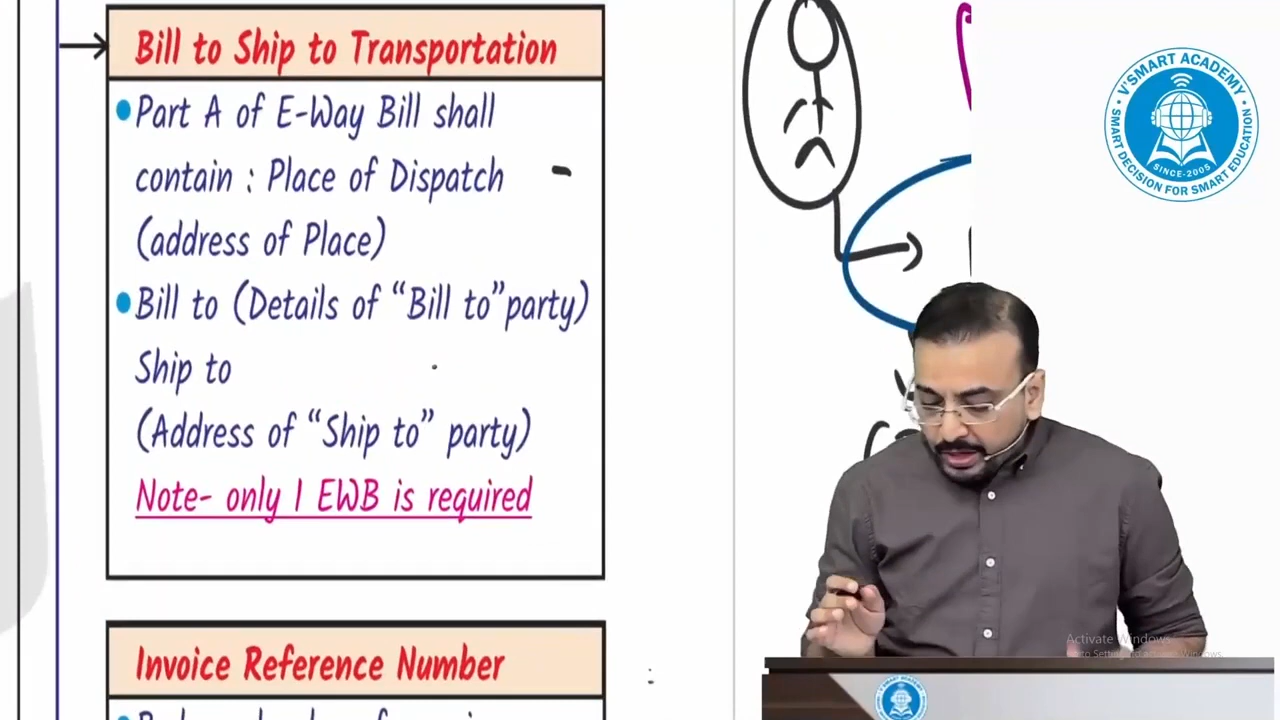 Bill to Ship to Transportation
Part A of E-Way Bill shall
contain : Place of Dispatch
(address of Place)
Bill to (Details of “Bill to”party)
Ship to
(Address of “Ship to” party)
Note- only 1 EWB is required
Invoice Reference Number
V'SMART ACADEMY
SINCE-2005
SMART DECISION FOR SMART EDUCATION
Activate Windows